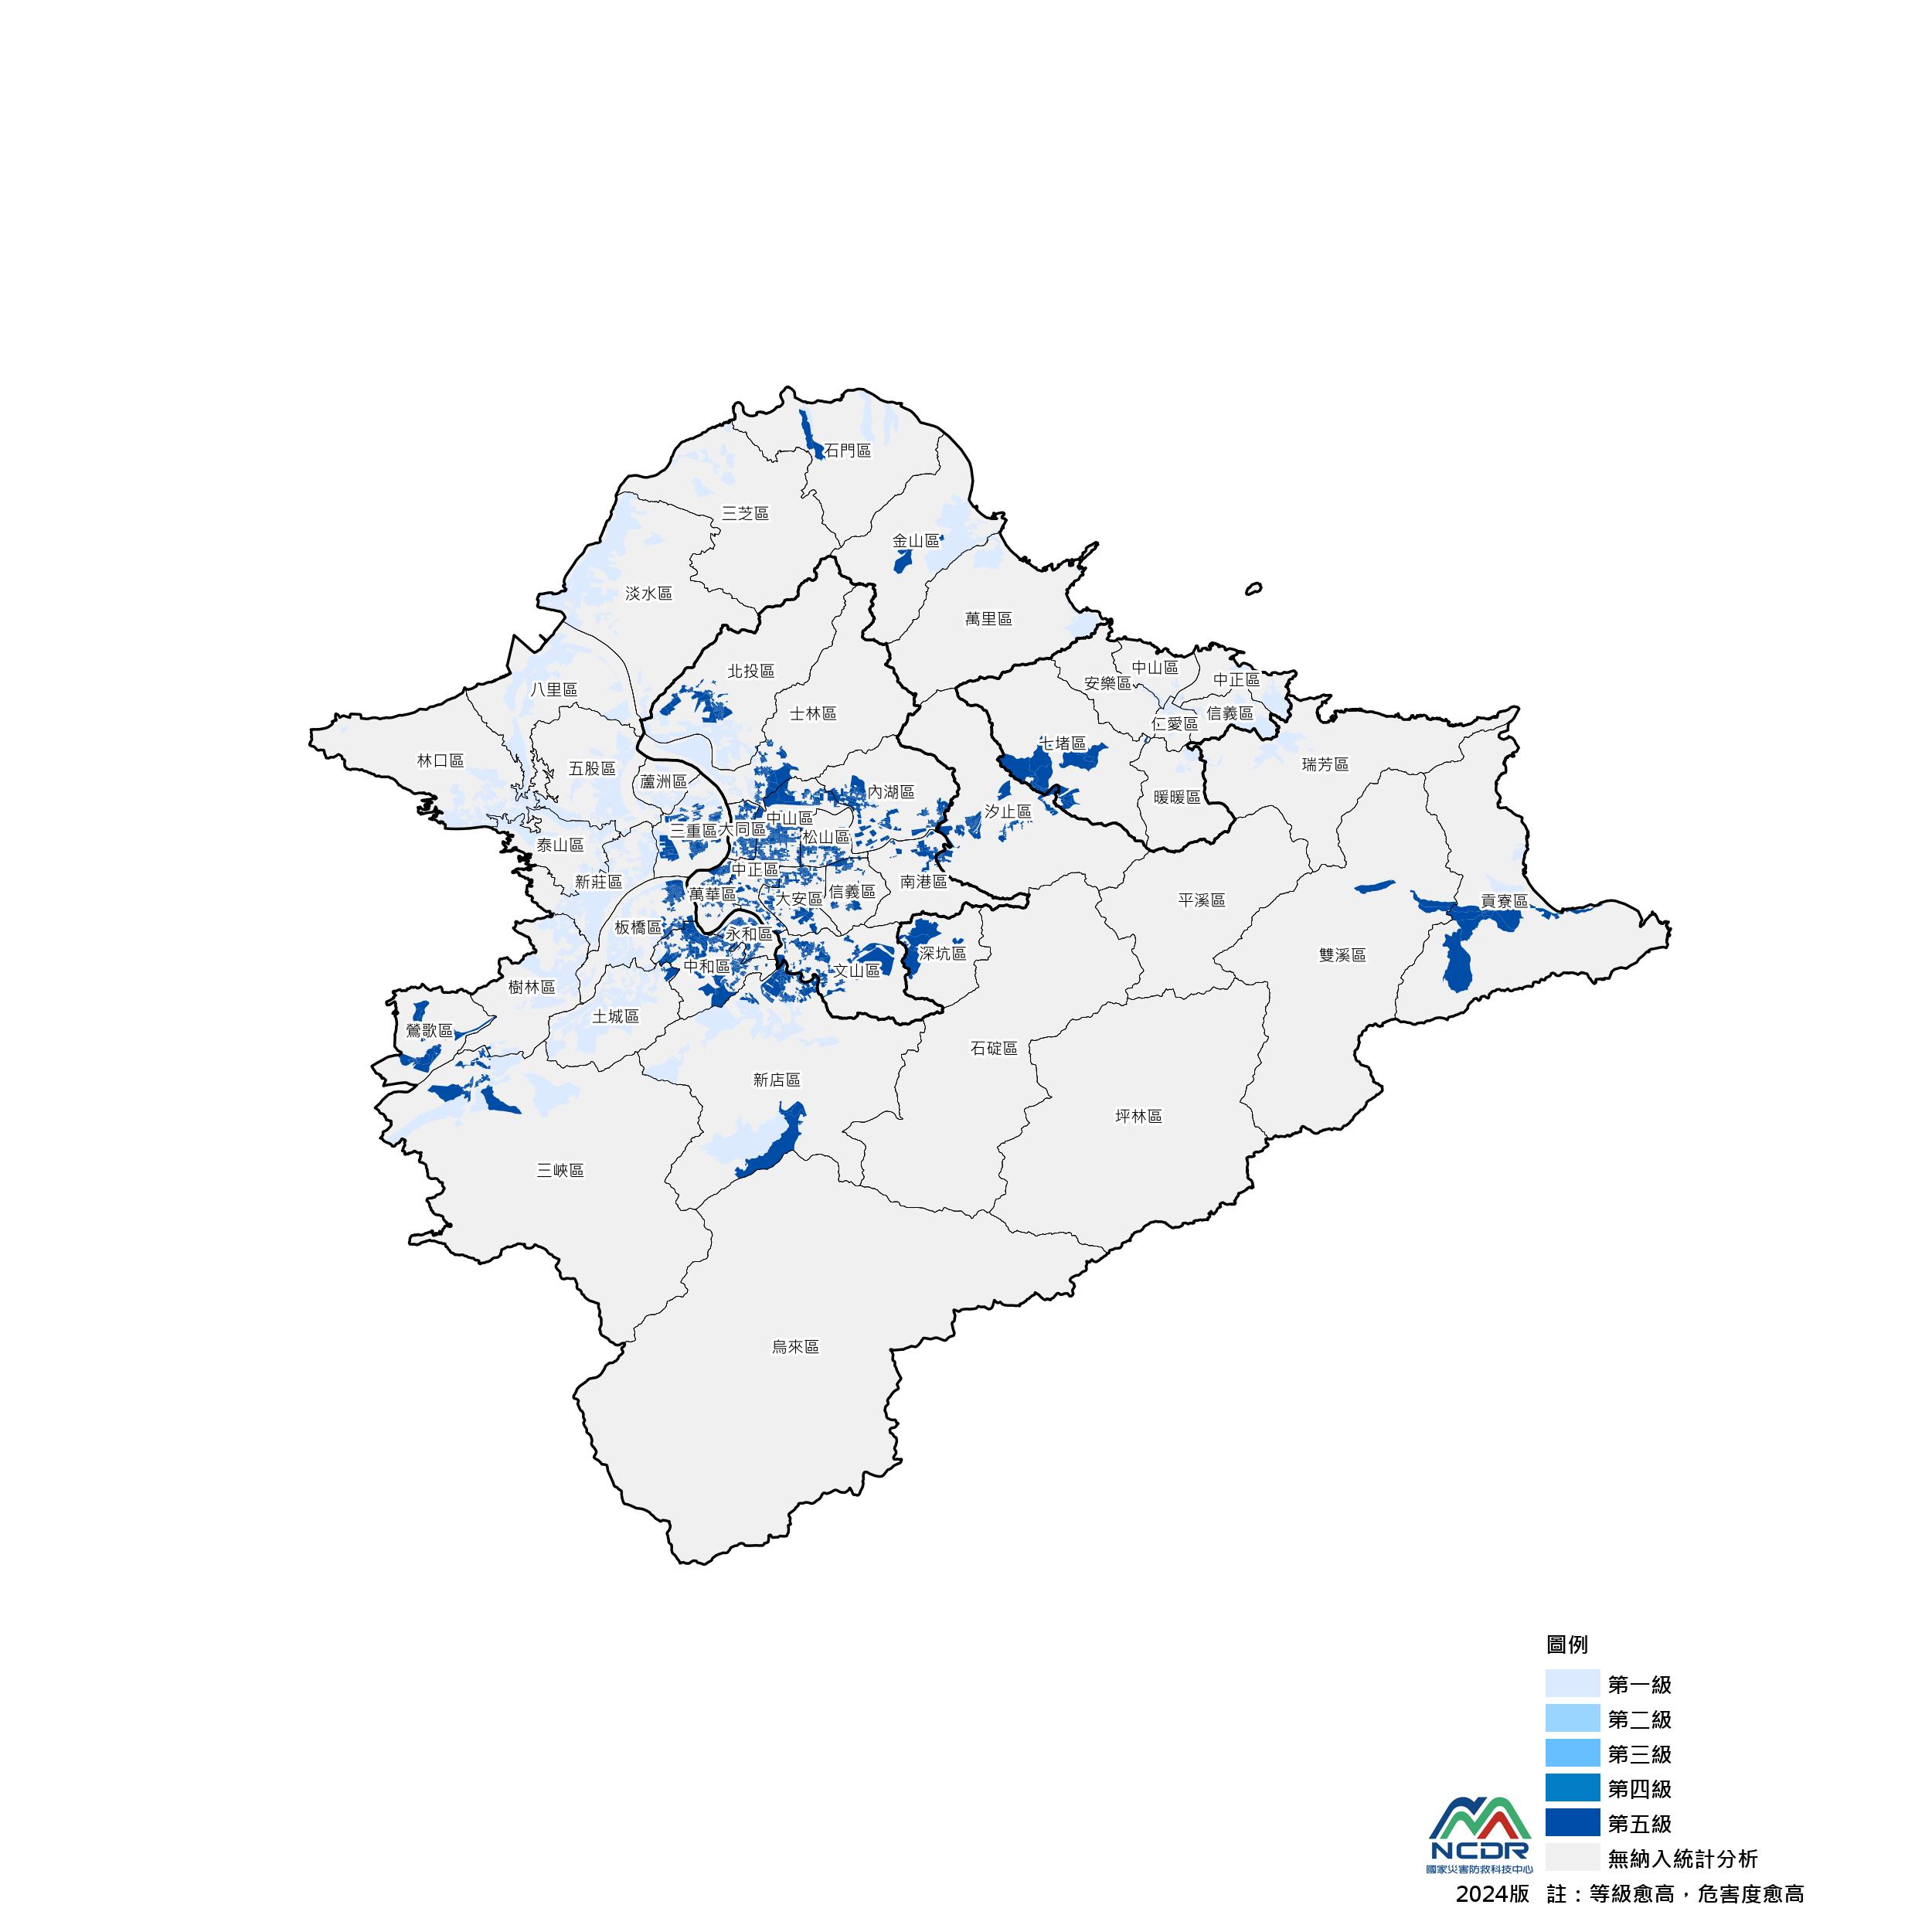 石門區
三芝區
金山區
淡水區
萬里區
北投區
中山區
中正區
安樂區
八里區
士林區
信義區
仁愛區
七堵區
林口區
五股區
瑞芳區
蘆洲區
內湖區
暖暖區
汐止區
中山區
三重區
大同區
松山區
泰山區
中正區
新莊區
南港區
信義區
萬華區
大安區
平溪區
貢寮區
板橋區
永和區
深坑區
雙溪區
中和區
文山區
樹林區
土城區
鶯歌區
石碇區
新店區
坪林區
三峽區
烏來區
圖例
第一級
第二級
第三級
第四級
第五級
無納入統計分析
NCDR
國家災害防救科技中心
2024版 註：等級愈高，危害度愈高